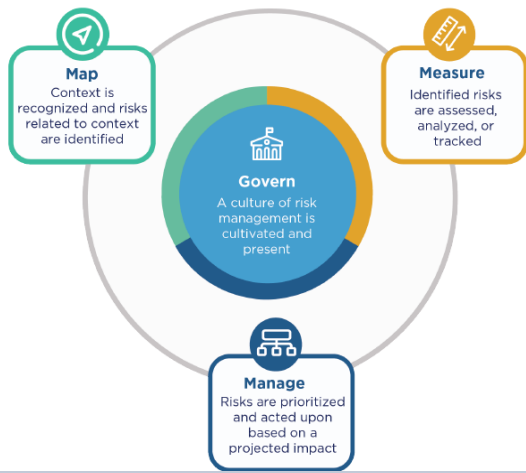 Map
Context is
recognized and risks
related to context
are identified
Measure
Identified risks
are assessed,
analyzed, or
tracked
Govern
A culture of risk
management is
cultivated and
present
Manage
Risks are prioritized
and acted upon
based on a
projected impact